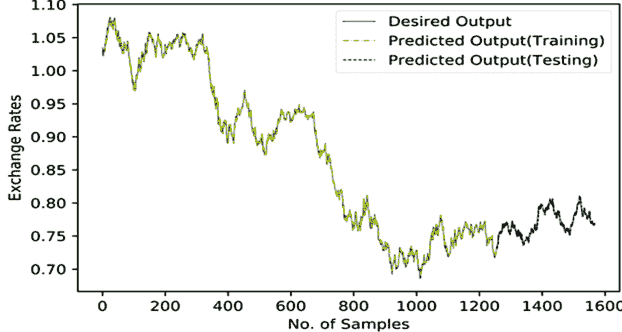 1.10
1.05
1.00
0.95
0.90
0.85
0.80
0.75
0.70
Exchange Rates
Desired Output
Predicted Output(Training)
Predicted Output(Testing)
0 200 400 600 800 1000 1200 1400 1600
No. of Samples